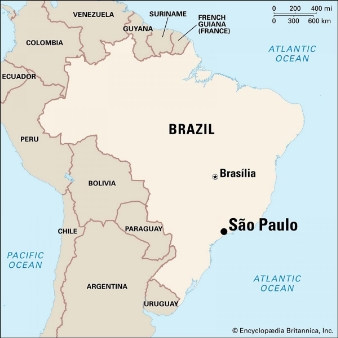 VENEZUELA
SURINAME
FRENCH
GUIANA
(FRANCE)
GUYANA
COLOMBIA
ECUADOR
PERU
BRAZIL
Brasília
BOLIVIA
São Paulo
PARAGUAY
CHILE
ARGENTINA
URUGUAY
PACIFIC
OCEAN
ATLANTIC
OCEAN
ATLANTIC
OCEAN
0 200 400 mi
0 300 600 km
© Encyclopædia Britannica, Inc.